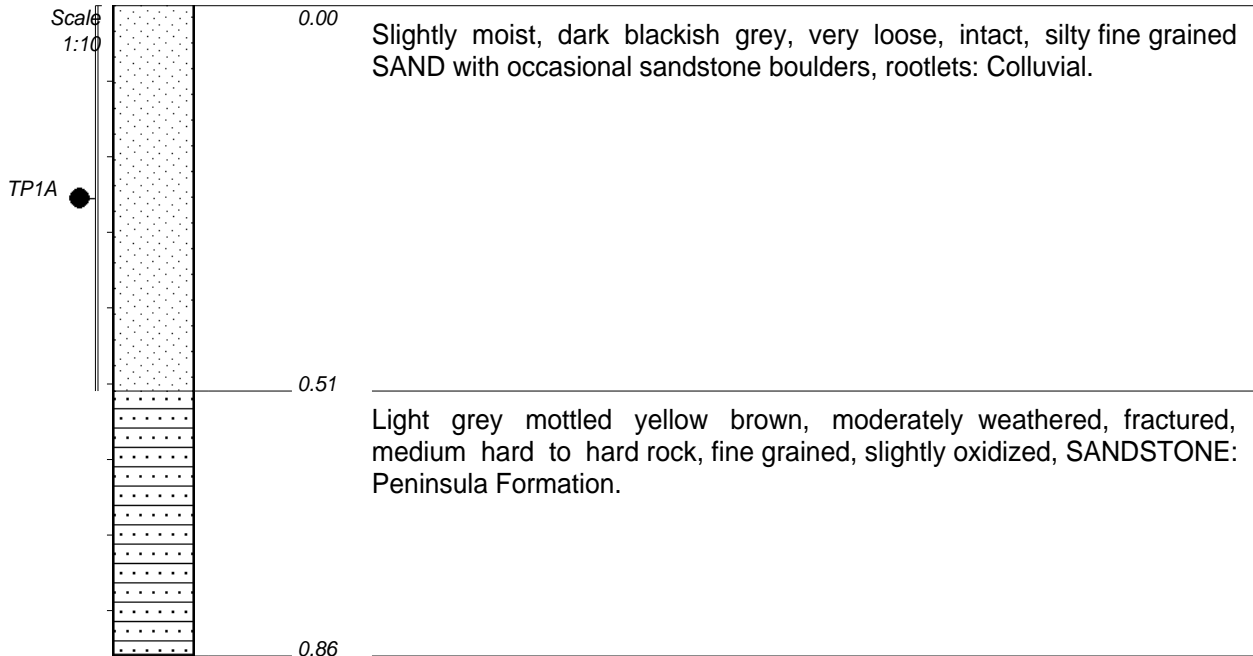 Scale
1:10
0.00
Slightly moist, dark blackish grey, very loose, intact, silty fine grained
SAND with occasional sandstone boulders, rootlets: Colluvial.
TP1A
0.51
Light grey mottled yellow brown, moderately weathered, fractured,
medium hard to hard rock, fine grained, slightly oxidized, SANDSTONE:
Peninsula Formation.
0.86